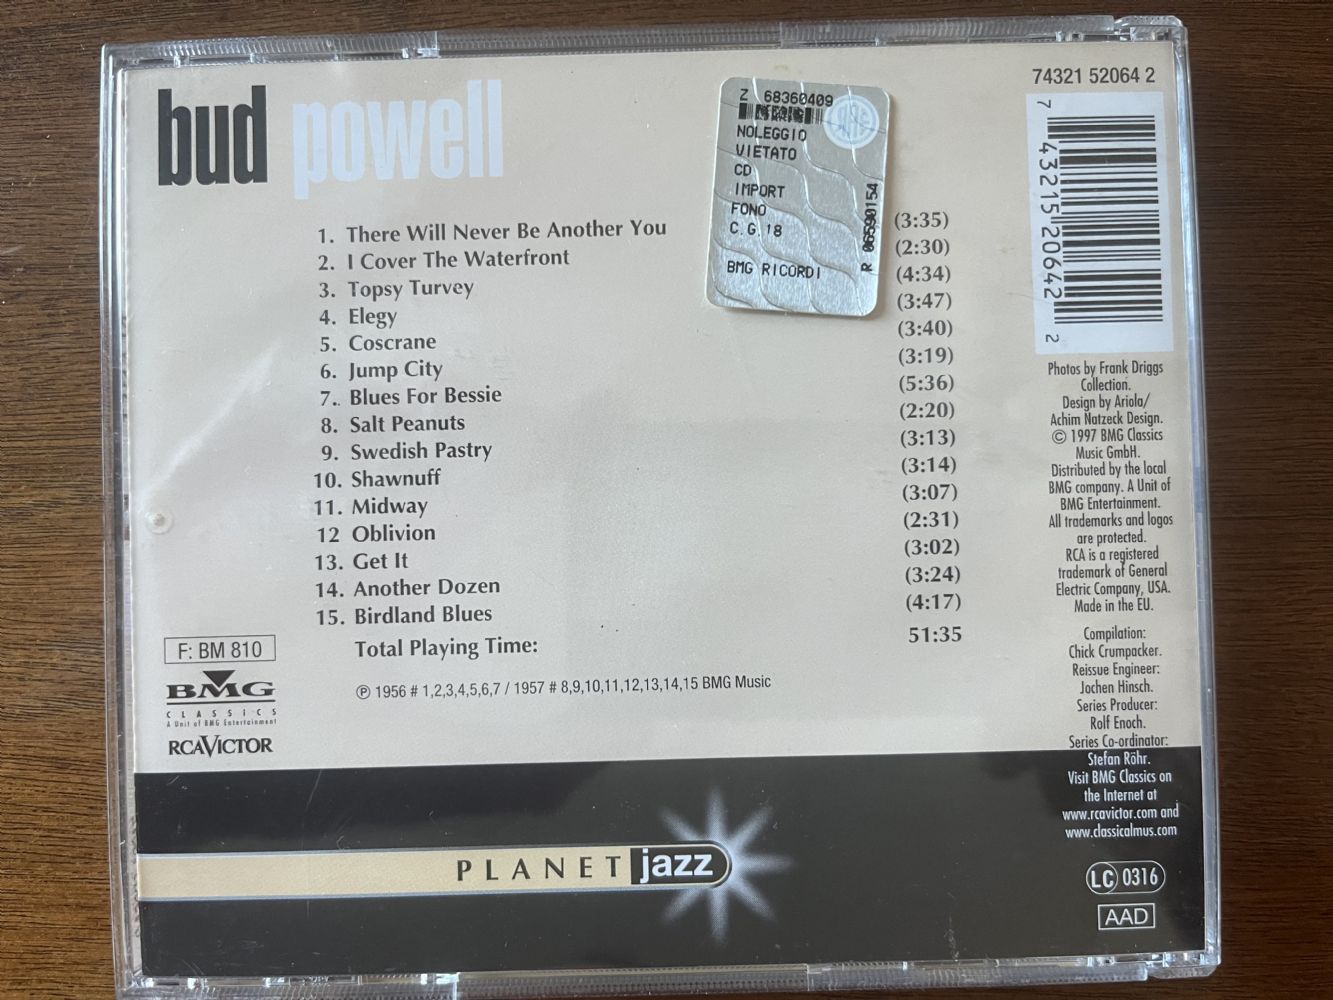 bud powell
1. There Will Never Be Another You (3:35)
2. I Cover The Waterfront (2:30)
3. Topsy Turvey (4:34)
4. Elegy (3:47)
5. Coscrane (3:40)
6. Jump City (3:19)
7.. Blues For Bessie (5:36)
8. Salt Peanuts (2:20)
9. Swedish Pastry (3:13)
10. Shawnuff (3:14)
11. Midway (3:07)
12 Oblivion (2:31)
13. Get It (3:02)
14. Another Dozen (3:24)
15. Birdland Blues (4:17)
Total Playing Time: 51:35
℗ 1956 # 1,2,3,4,5,6,7 / 1957 # 8,9,10,11,12,13,14,15 BMG Music
Z 68360409
NOLEGGIO
VIETATO
CD
IMPORT
FONO
C.G.18
BMG RICORDI
R 06590154
74321 52064 2
7 43215 20642 2
Photos by Frank Driggs
Collection.
Design by Ariola/
Achim Natzeck Design.
© 1997 BMG Classics
Music GmbH.
Distributed by the local
BMG company. A Unit of
BMG Entertainment.
All trademarks and logos
are protected.
RCA is a registered
trademark of General
Electric Company, USA.
Made in the EU.
Compilation:
Chick Crumpacker.
Reissue Engineer:
Jochen Hinsch.
Series Producer:
Rolf Enoch.
Series Co-ordinator:
Stefan Röhr.
Visit BMG Classics on
the Internet at
www.rcavictor.com and
www.classicalmus.com
F: BM 810
BMG
CLASSICS
A Unit of BMG Entertainment
RCA VICTOR
PLANET jazz
LC 0316
AAD